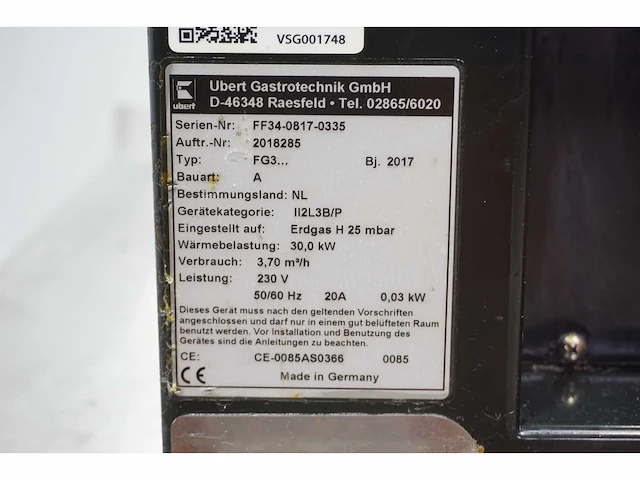 VSG001748
Ubert Gastrotechnik GmbH
D-46348 Raesfeld • Tel. 02865/6020
ubert
Serien-Nr: FF34-0817-0335
Auftr.-Nr: 2018285
Typ: FG3... Bj. 2017
Bauart: A
Bestimmungsland: NL
Gerätekategorie: II2L3B/P
Eingestellt auf: Erdgas H 25 mbar
Wärmebelastung: 30,0 kW
Verbrauch: 3,70 m³/h
Leistung: 230 V
50/60 Hz 20A 0,03 kW
Dieses Gerät muss nach den geltenden Vorschriften
angeschlossen und darf nur in einem gut belüfteten Raum
benutzt werden. Vor Installation und Benutzung des
Gerätes sind die Anleitungen zu beachten.
CE: CE-0085AS0366 0085
CE Made in Germany